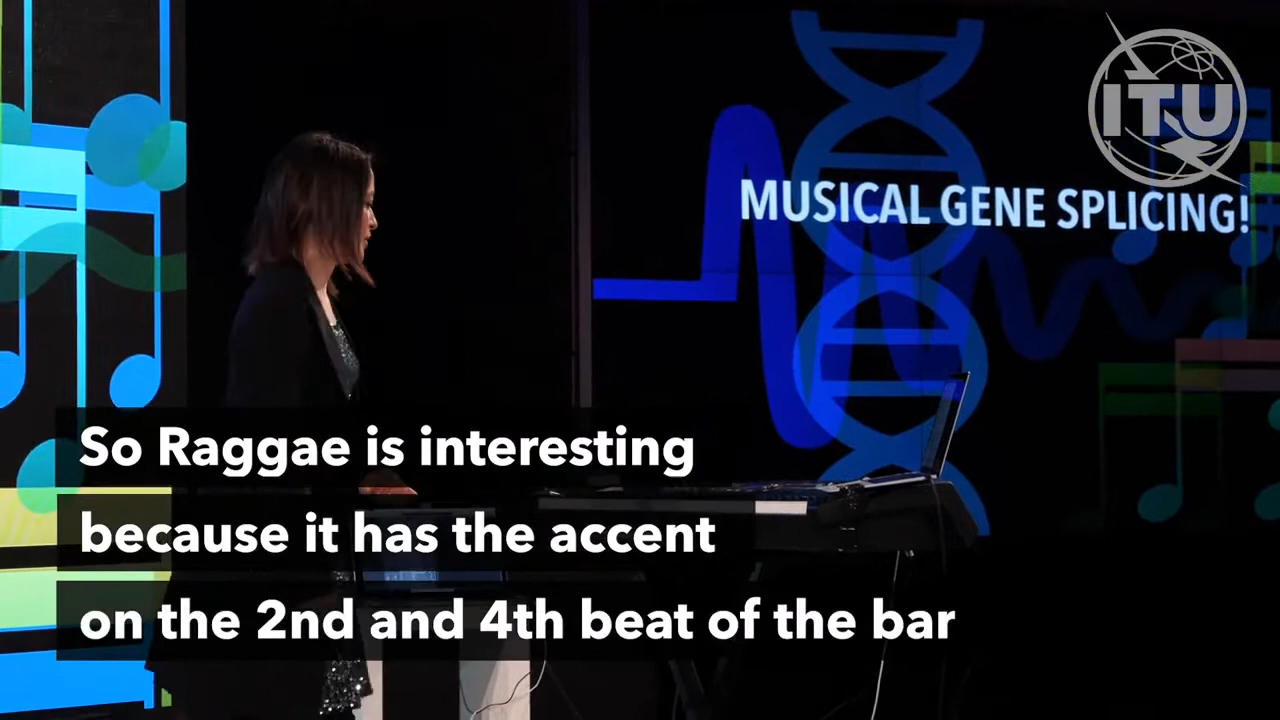 ITU
MUSICAL GENE SPLICING!
So Raggae is interesting
because it has the accent
on the 2nd and 4th beat of the bar